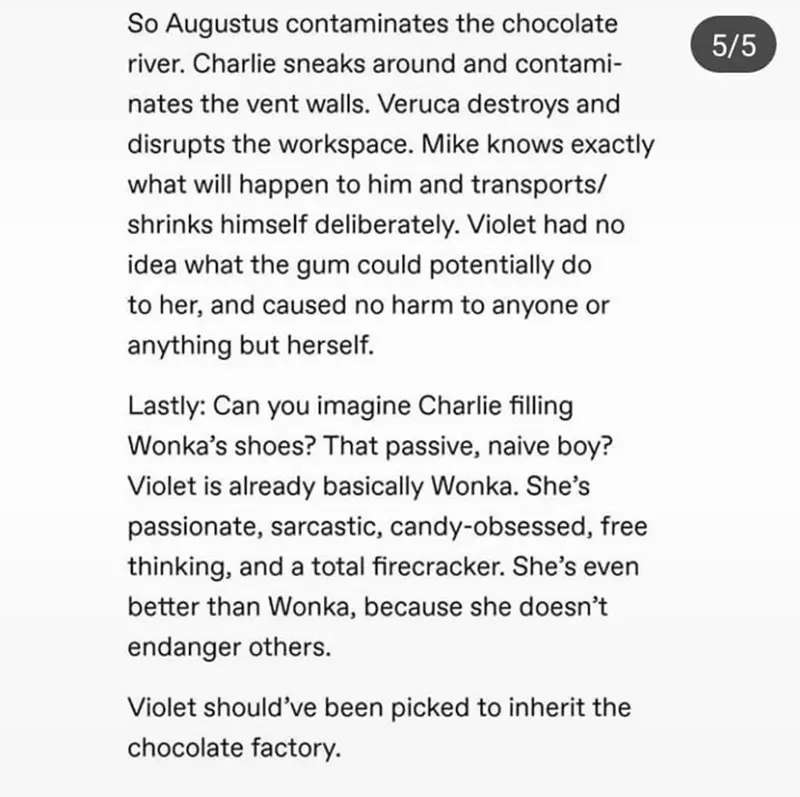 So Augustus contaminates the chocolate
5/5
river. Charlie sneaks around and contami-
nates the vent walls. Veruca destroys and
disrupts the workspace. Mike knows exactly
what will happen to him and transports/
shrinks himself deliberately. Violet had no
idea what the gum could potentially do
to her, and caused no harm to anyone or
anything but herself.
Lastly: Can you imagine Charlie filling
Wonka’s shoes? That passive, naive boy?
Violet is already basically Wonka. She’s
passionate, sarcastic, candy-obsessed, free
thinking, and a total firecracker. She’s even
better than Wonka, because she doesn’t
endanger others.
Violet should’ve been picked to inherit the
chocolate factory.